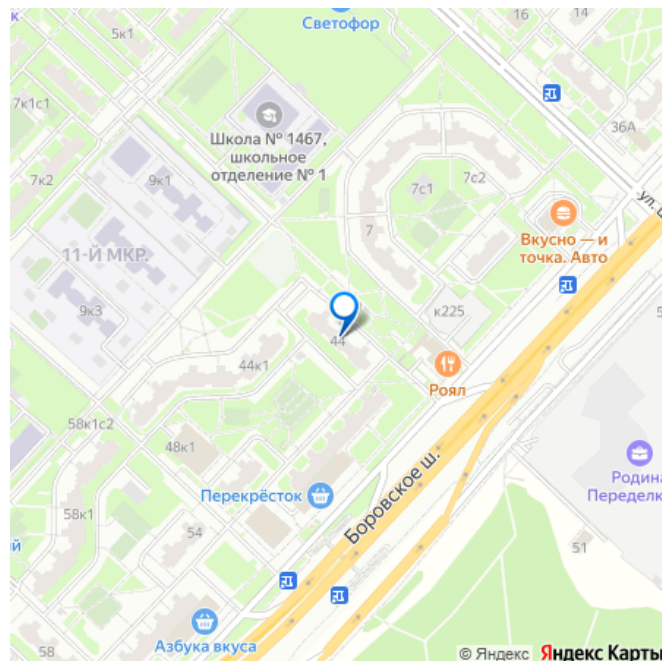 к
5к1
Светофор
16
14
7к1с1
36А
Школа № 1467,
школьное
отделение № 1
7к2
9к1
7с1
7с2
7
Вкусно — и
точка. Авто
11-Й МКР.
9к3
к225
44
44к1
Роял
58к1с2
48к1
Боровское ш.
Перекрёсток
58к1
54
51
58
Азбука вкуса
© Яндекс Яндекс Карты